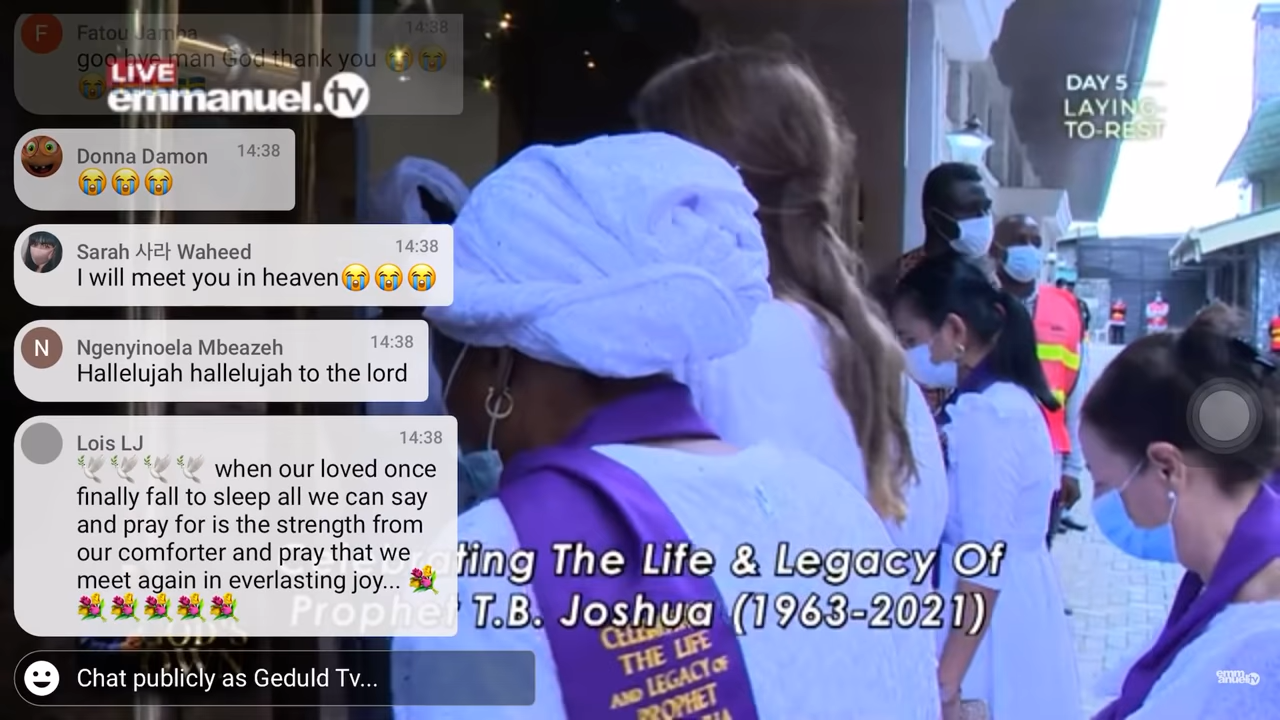 F
Fatou Jamba
14:38
goo bye man God thank you 😭😭
LIVE
emmanuel.tv
DAY 5
LAYING-
TO-REST
Donna Damon
14:38
😭😭😭
Sarah 사라 Waheed
14:38
I will meet you in heaven😭😭😭
N
Ngenyinoela Mbeazeh
14:38
Hallelujah hallelujah to the lord
Lois LJ
14:38
🕊🕊🕊🕊 when our loved once
finally fall to sleep all we can say
and pray for is the strength from
our comforter and pray that we
meet again in everlasting joy... 💐
💐💐💐💐💐
Celebrating The Life & Legacy Of
Prophet T.B. Joshua (1963-2021)
THE LIFE
AND LEGACY OF
PROPHET
Chat publicly as Geduld Tv...
emmanuel tv